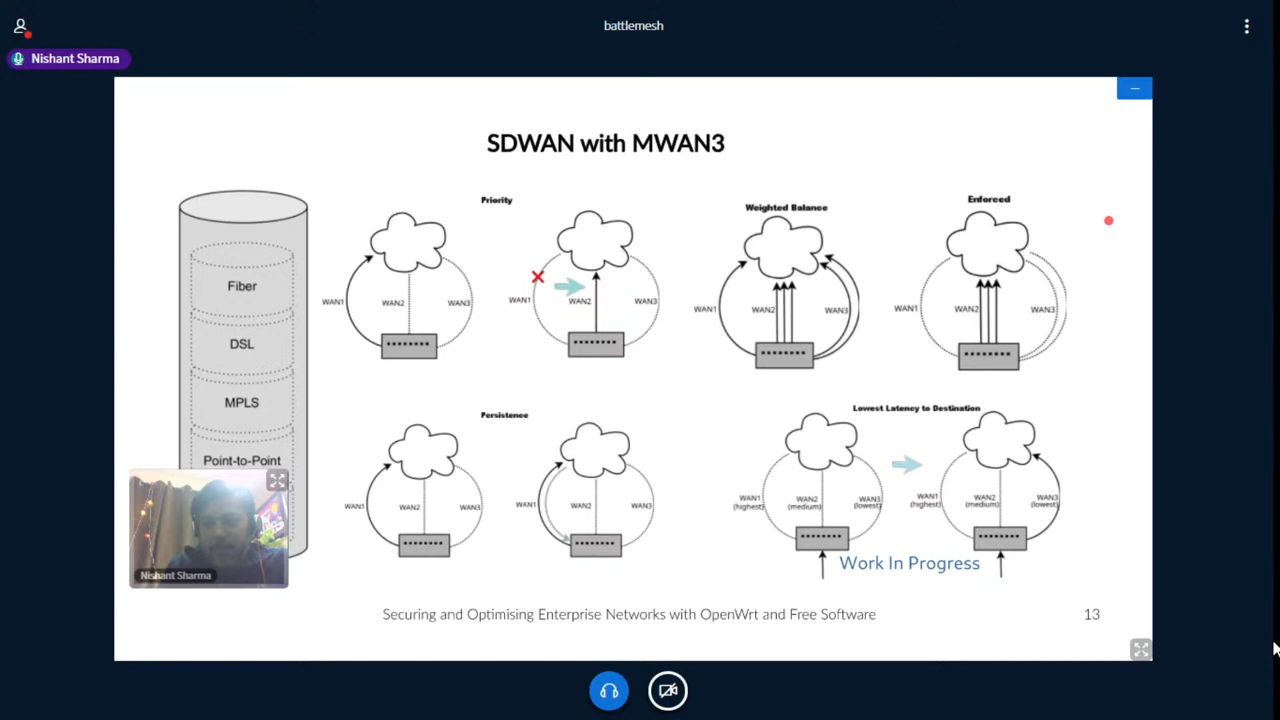 battlemesh
Nishant Sharma
SDWAN with MWAN3
Fiber
DSL
MPLS
Point-to-Point
Priority
WAN1
WAN2
WAN3
WAN1
WAN2
WAN3
Weighted Balance
WAN1
WAN2
WAN3
Enforced
WAN1
WAN2
WAN3
Persistence
WAN1
WAN2
WAN3
WAN1
WAN2
WAN3
Lowest Latency to Destination
WAN1
(highest)
WAN2
(medium)
WAN3
(lowest)
WAN1
(highest)
WAN2
(medium)
WAN3
(lowest)
Work In Progress
Nishant Sharma
Securing and Optimising Enterprise Networks with OpenWrt and Free Software
13